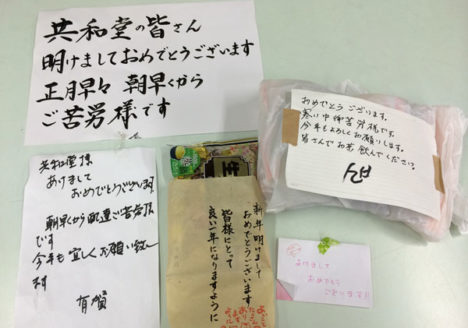 共和堂の皆さん
明けましておめでとうございます
正月早々 朝早くから
ご苦労様です
おめでとうございます。
寒い中御苦労様です。
今年もよろしくお願いします。
皆さんでお茶飲んでください。
共和堂様
あけまして
おめでとうございます
朝早から配達ご苦労様
です
今年も宜しくお願い致し
有賀
新年明けまして
おめでとうございます
皆様にとって
良い一年になりますように
あけまして
おめでとう
ございます!!